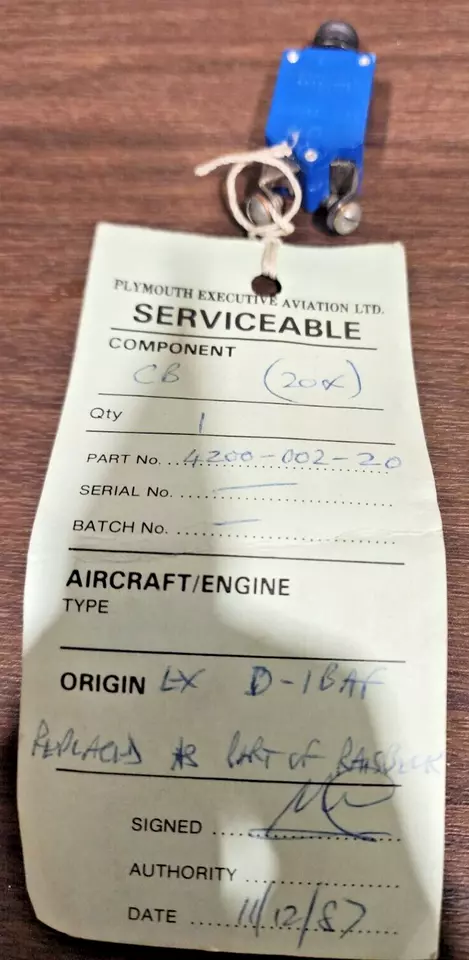 PLYMOUTH EXECUTIVE AVIATION LTD.
SERVICEABLE
COMPONENT
CB (20A)
Qty 1
PART No. 4200-002-20
SERIAL No. —
BATCH No. —
AIRCRAFT/ENGINE
TYPE
ORIGIN EX D-IBAF
REPLACED AS PART OF RAISBECK
SIGNED
AUTHORITY
DATE 11/12/87